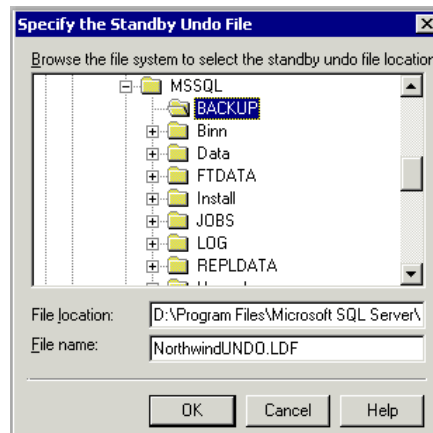 Specify the Standby Undo File
Browse the file system to select the standby undo file location
MSSQL
BACKUP
Binn
Data
FTDATA
Install
JOBS
LOG
REPLDATA
File location: D:\Program Files\Microsoft SQL Server\
File name: NorthwindUNDO.LDF
OK Cancel Help